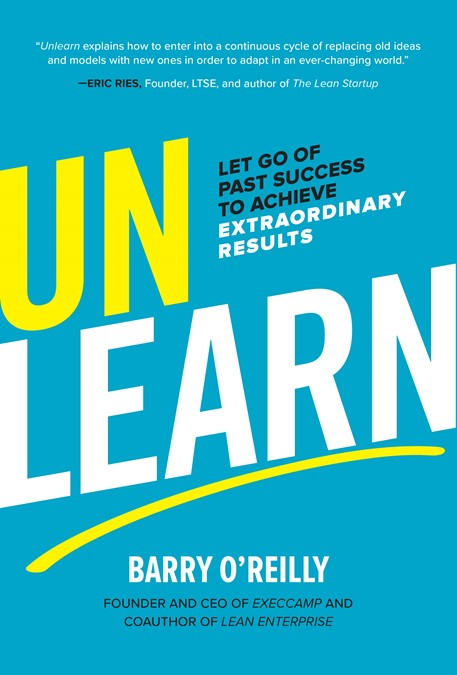 “Unlearn explains how to enter into a continuous cycle of replacing old ideas
and models with new ones in order to adapt in an ever-changing world.”
—ERIC RIES, Founder, LTSE, and author of The Lean Startup
LET GO OF
PAST SUCCESS
TO ACHIEVE
EXTRAORDINARY
RESULTS
UN
LEARN
BARRY O’REILLY
FOUNDER AND CEO OF EXECCAMP AND
COAUTHOR OF LEAN ENTERPRISE